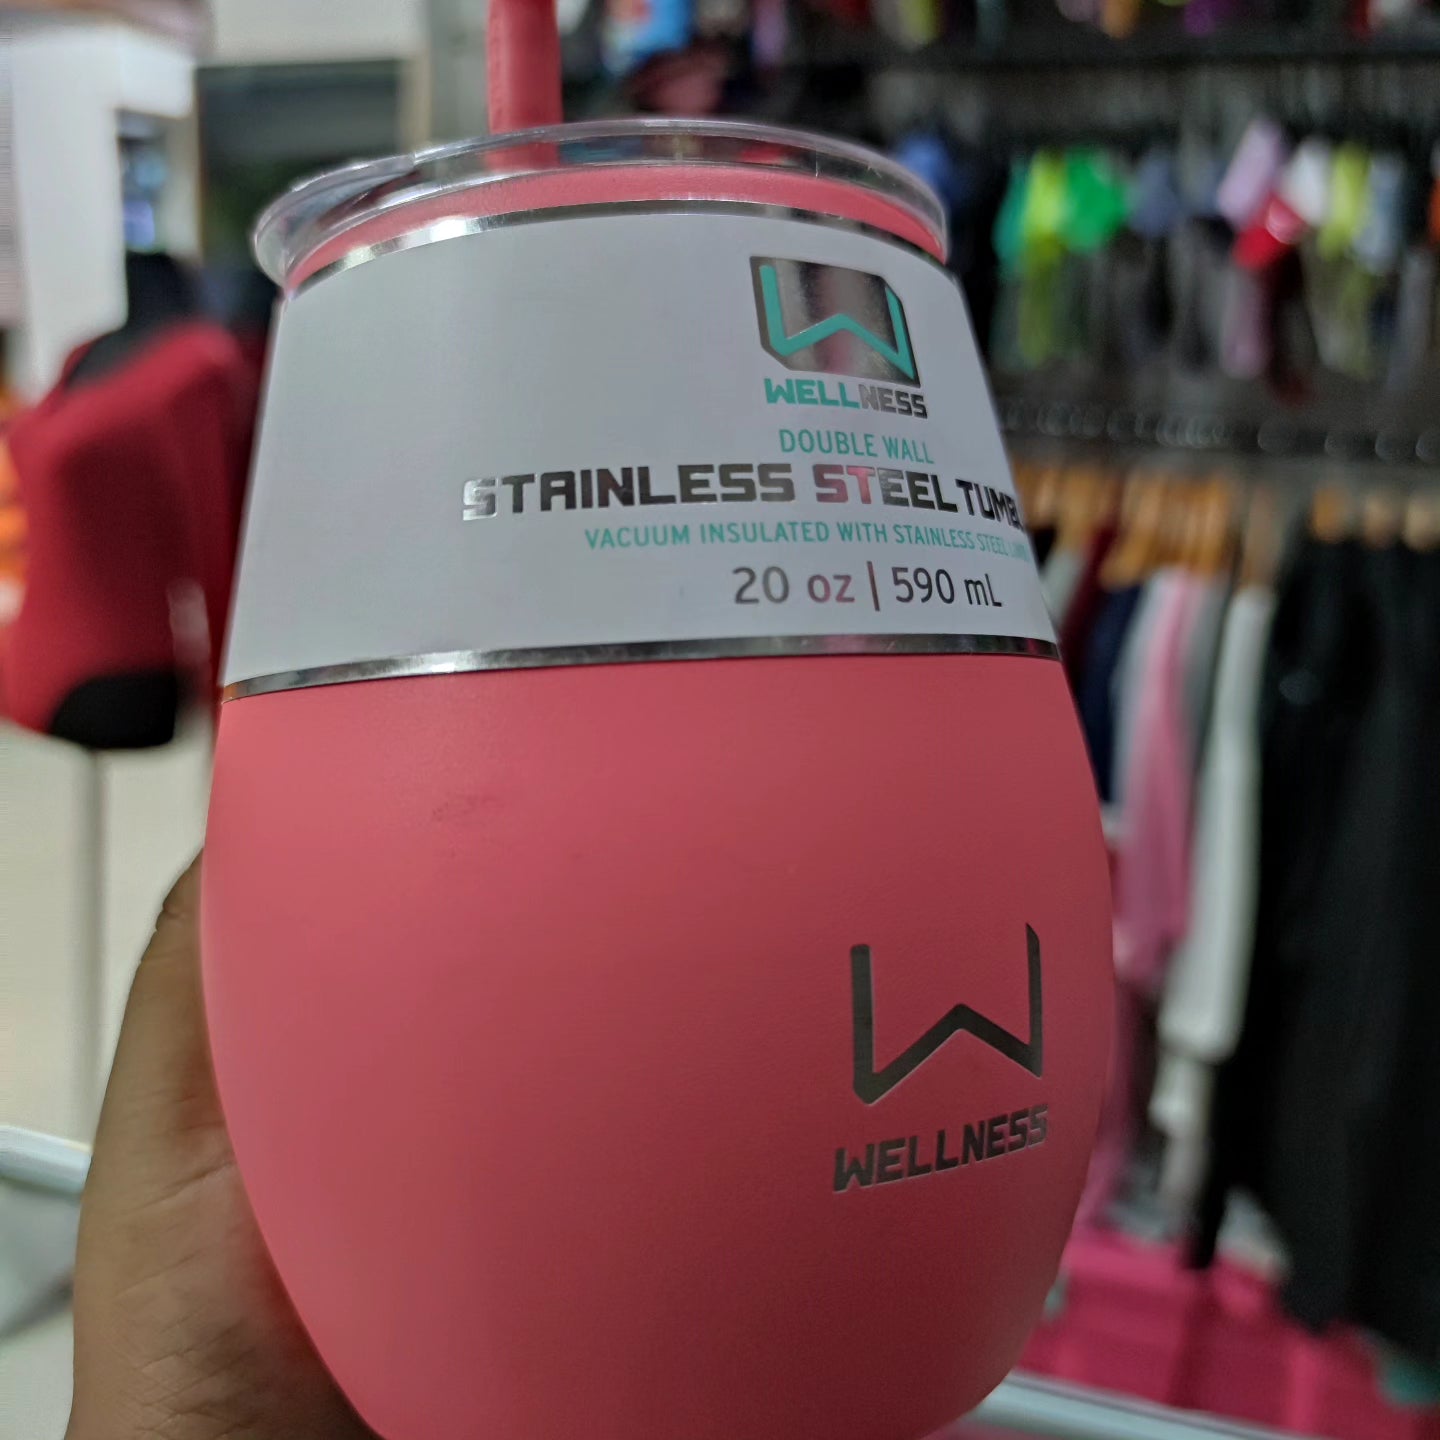 W
WELLNESS
DOUBLE WALL
STAINLESS STEEL
VACUUM INSULATED WITH STAINLESS STEEL
20 oz | 590 mL
W
WELLNESS